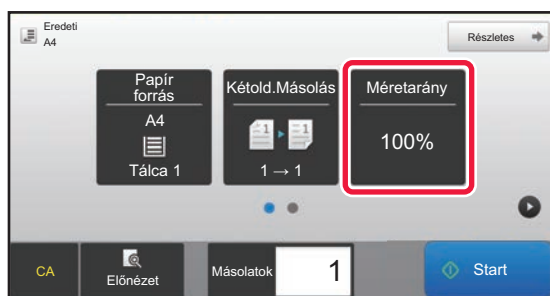 Eredeti
A4
Részletes
Papír
forrás
A4
Tálca 1
Kétold.Másolás
1 → 1
Méretarány
100%
CA
Előnézet
Másolatok
1
Start